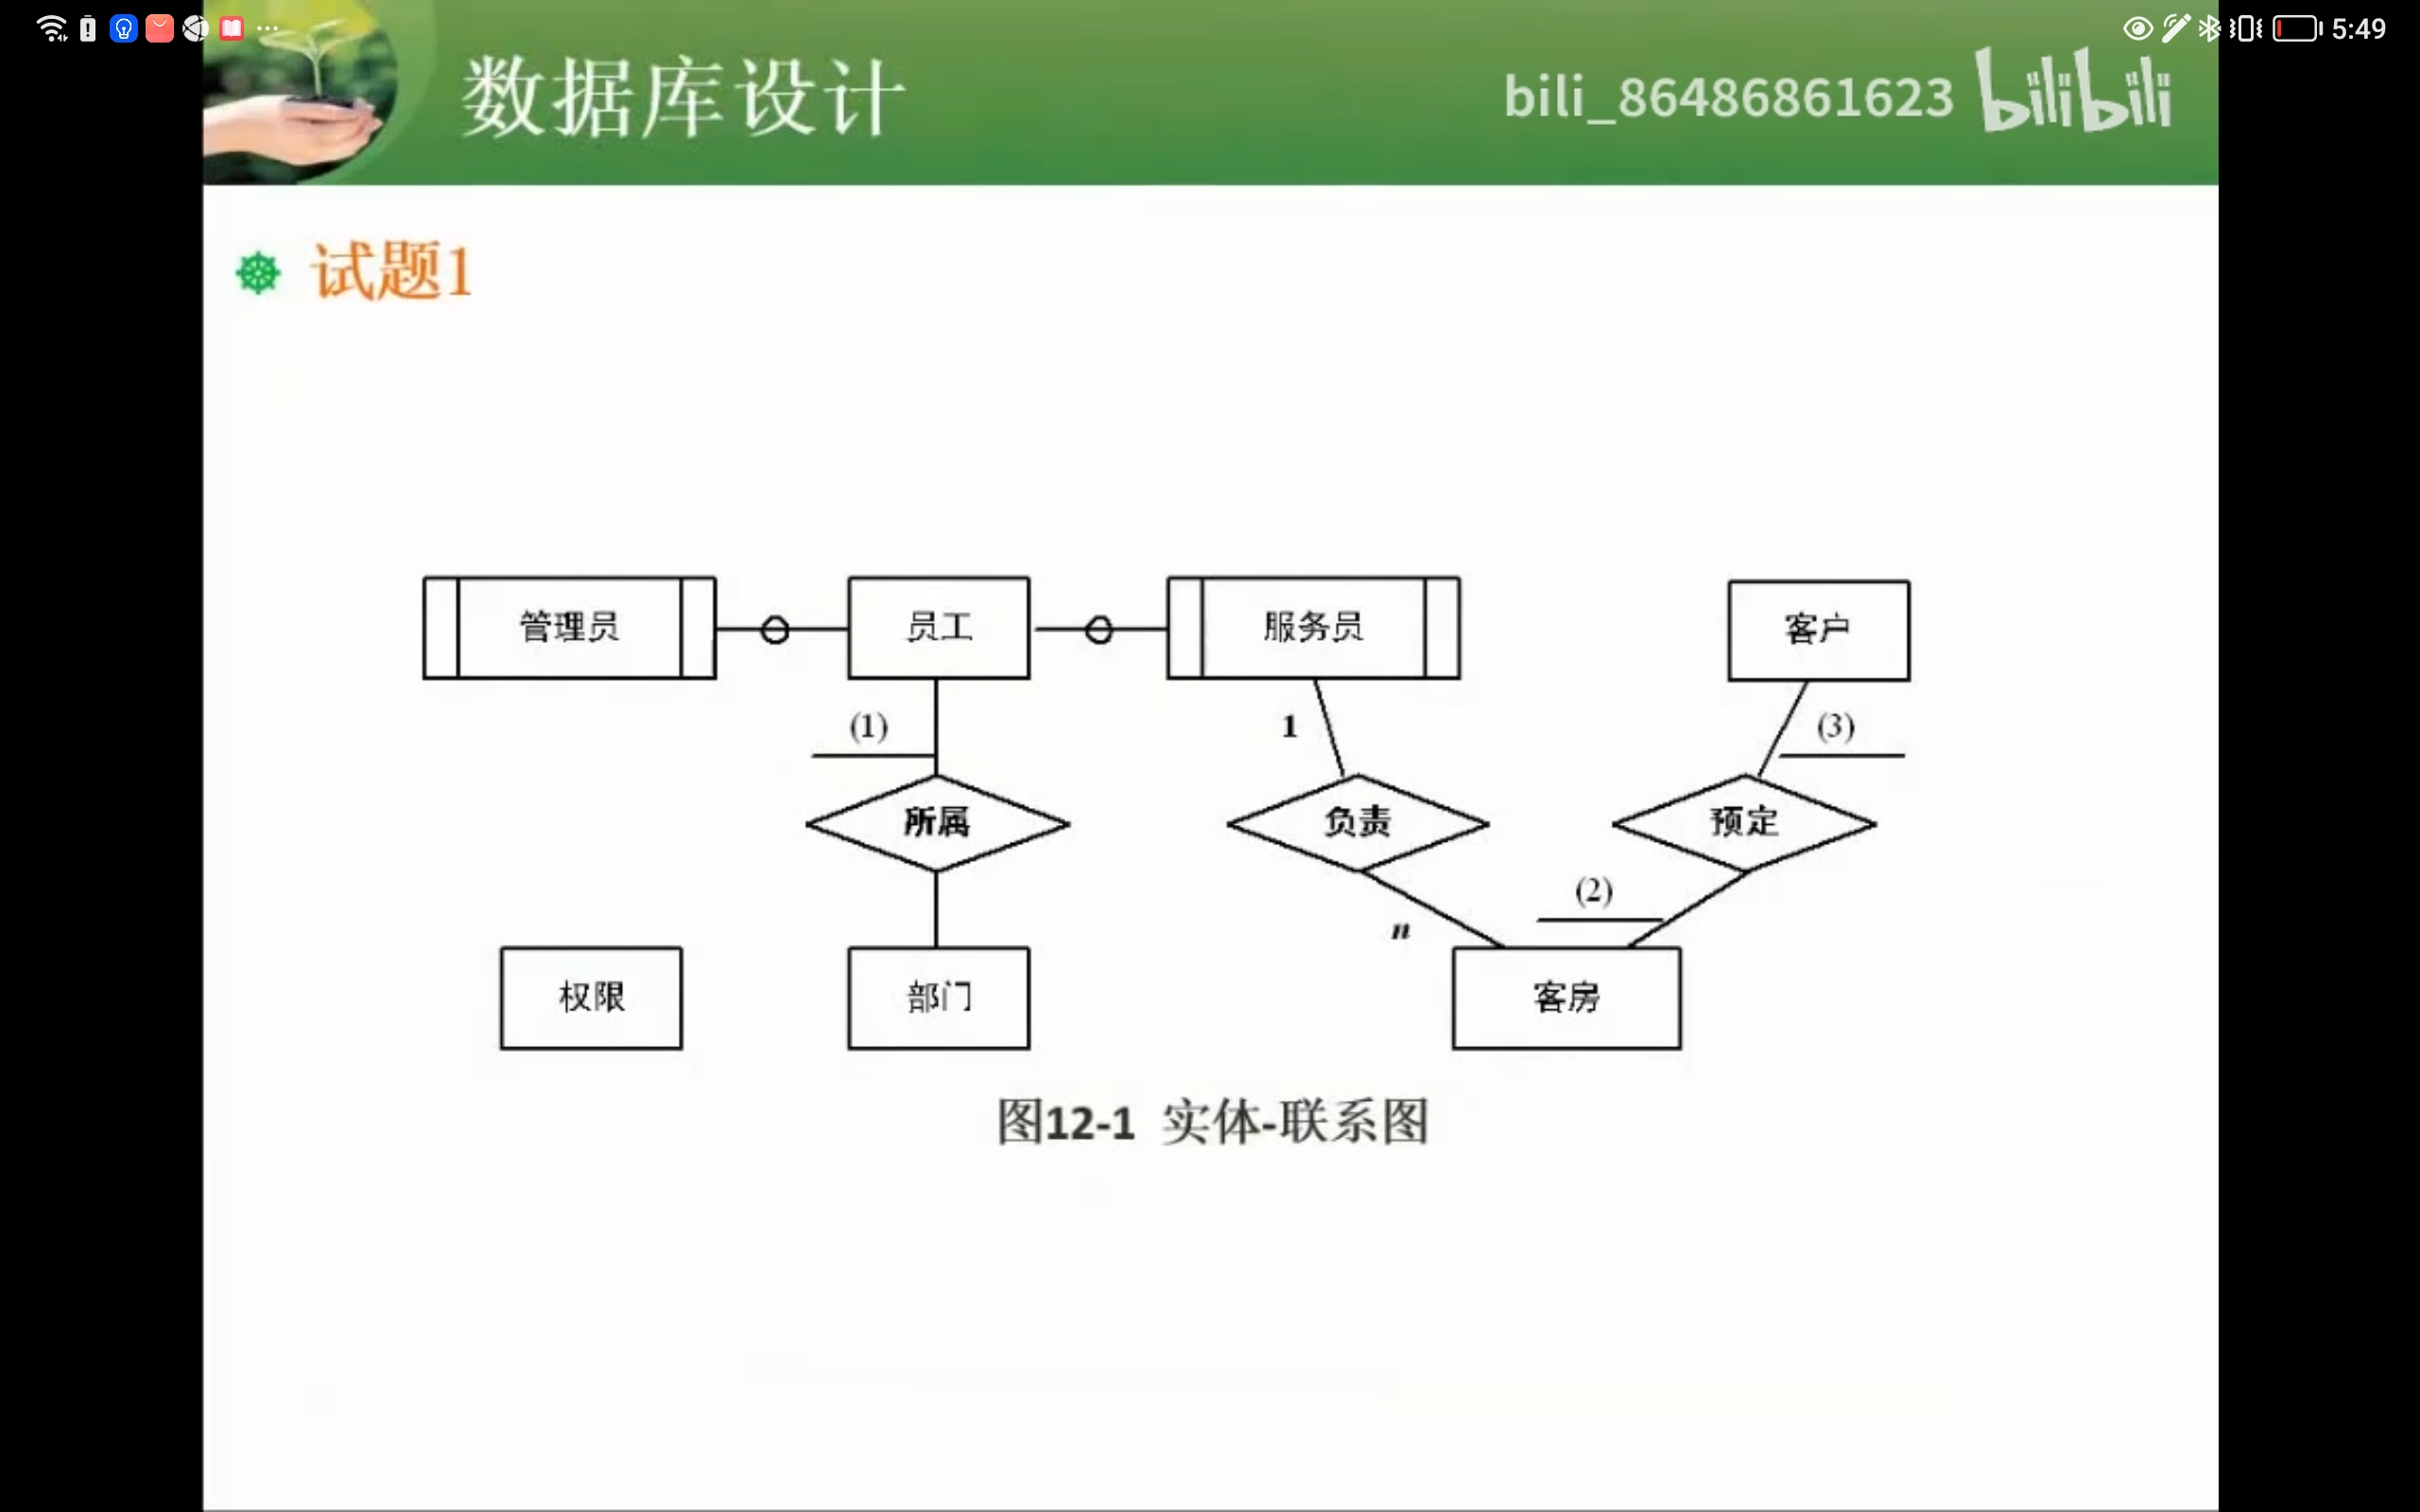 5:49
数据库设计
bili_86486861623 bilibili
试题1
管理员
员工
服务员
客户
(1)
1
(3)
所属
负责
预定
(2)
n
权限
部门
客房
图12-1 实体-联系图